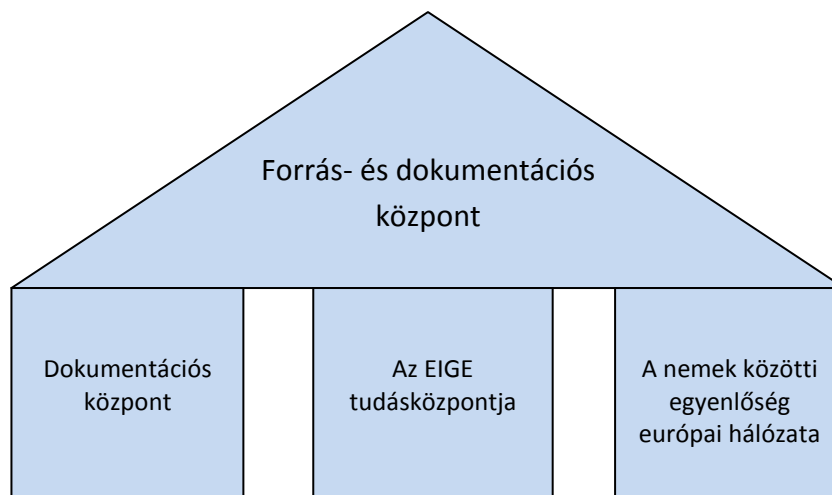 Forrás- és dokumentációs
központ
Dokumentációs
központ
Az EIGE
tudásközpontja
A nemek közötti
egyenlőség
európai hálózata